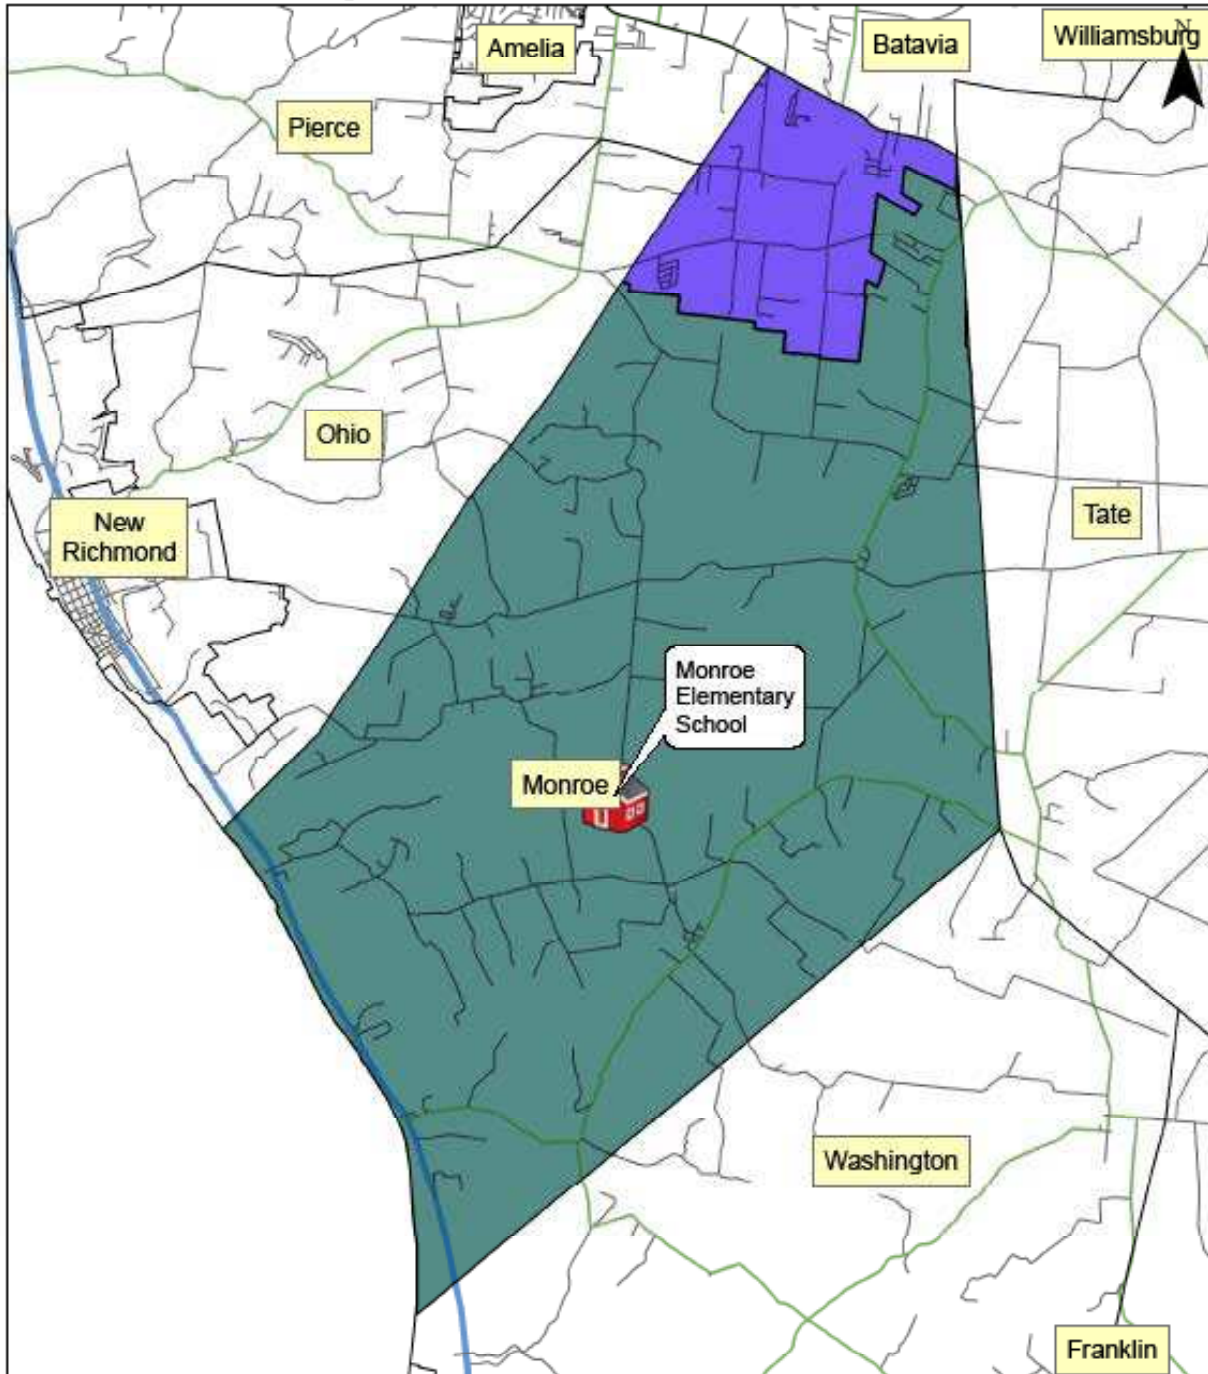 Amelia
Batavia
Williamsburg
N
Pierce
Ohio
New
Richmond
Tate
Monroe
Elementary
School
Monroe
Washington
Franklin